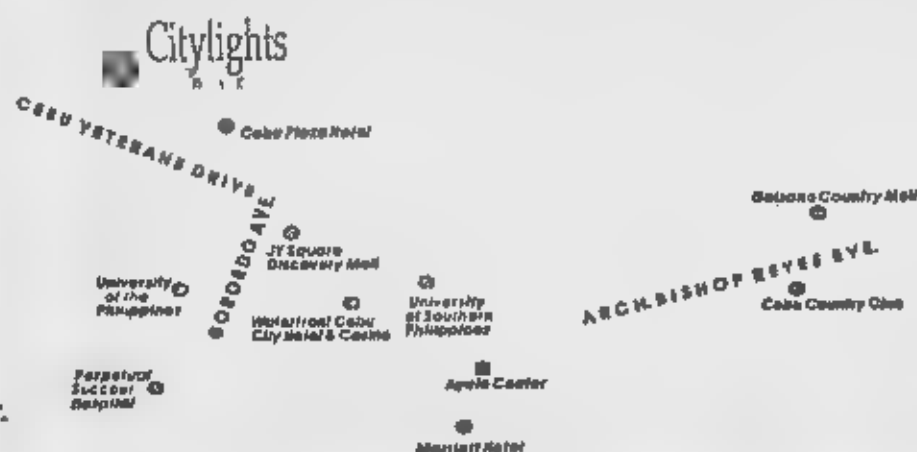 Citylights
CEBU VETERANS DRIVE
Cebu Plaza Hotel
GORORDO AVE.
JY Square
Discovery Mall
University
of the
Philippines
Waterfront Cebu
City Hotel & Casino
University
of Southern
Philippines
Perpetual
Succour
Hospital
Ayala Center
Marriott Hotel
ARCHBISHOP REYES EVE.
Country Mall
Cebu Country Club